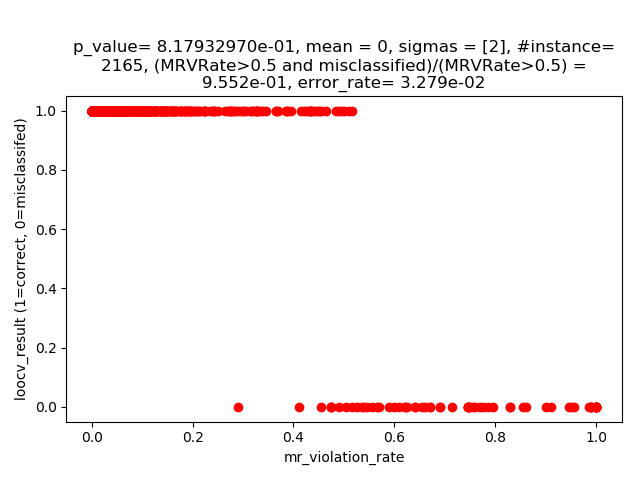 p_value= 8.17932970e-01, mean = 0, sigmas = [2], #instance=
2165, (MRVRate>0.5 and misclassified)/(MRVRate>0.5) =
9.552e-01, error_rate= 3.279e-02
1.0
0.8
0.6
0.4
0.2
0.0
loocv_result (1=correct, 0=misclassifed)
0.0 0.2 0.4 0.6 0.8 1.0
mr_violation_rate